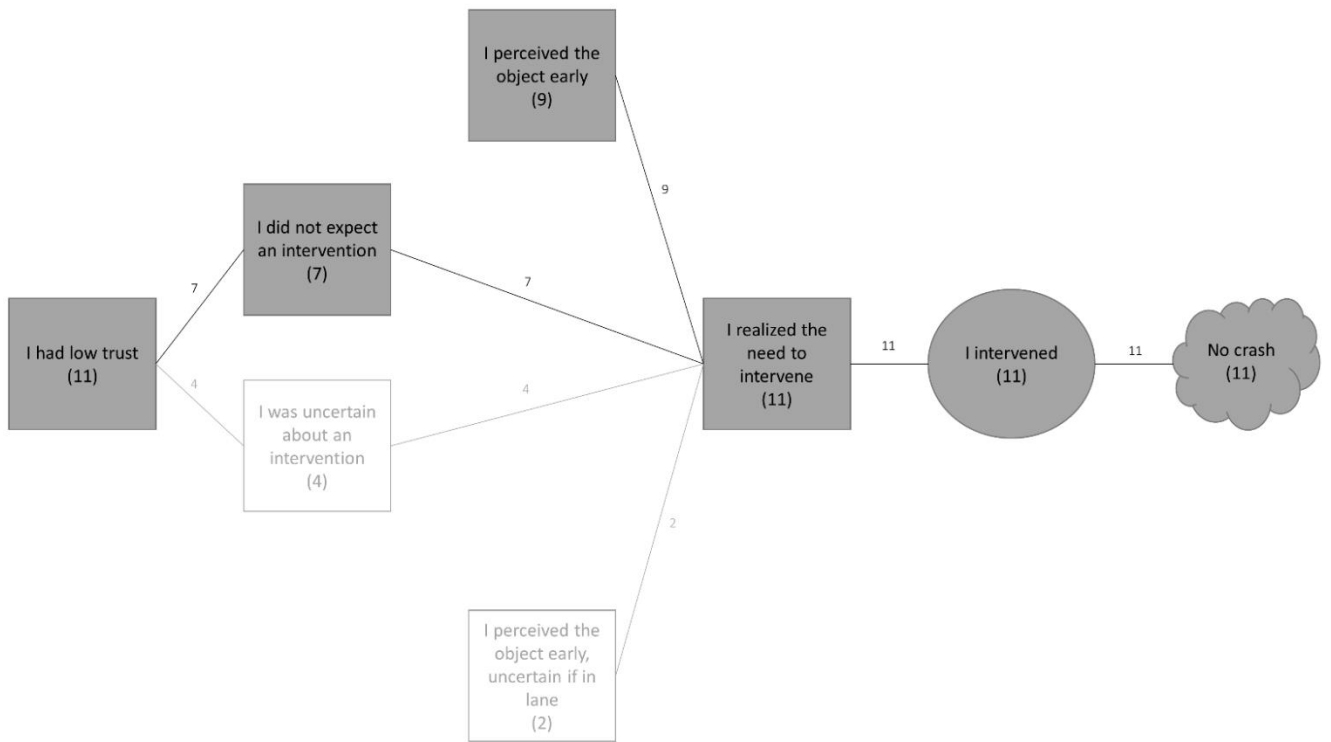 I perceived the
object early
(9)
9
I did not expect
an intervention
(7)
7
7
I had low trust
(11)
4
I was uncertain
about an
intervention
(4)
4
I realized the
need to
intervene
(11)
11
I intervened
(11)
11
No crash
(11)
2
I perceived the
object early,
uncertain if in
lane
(2)